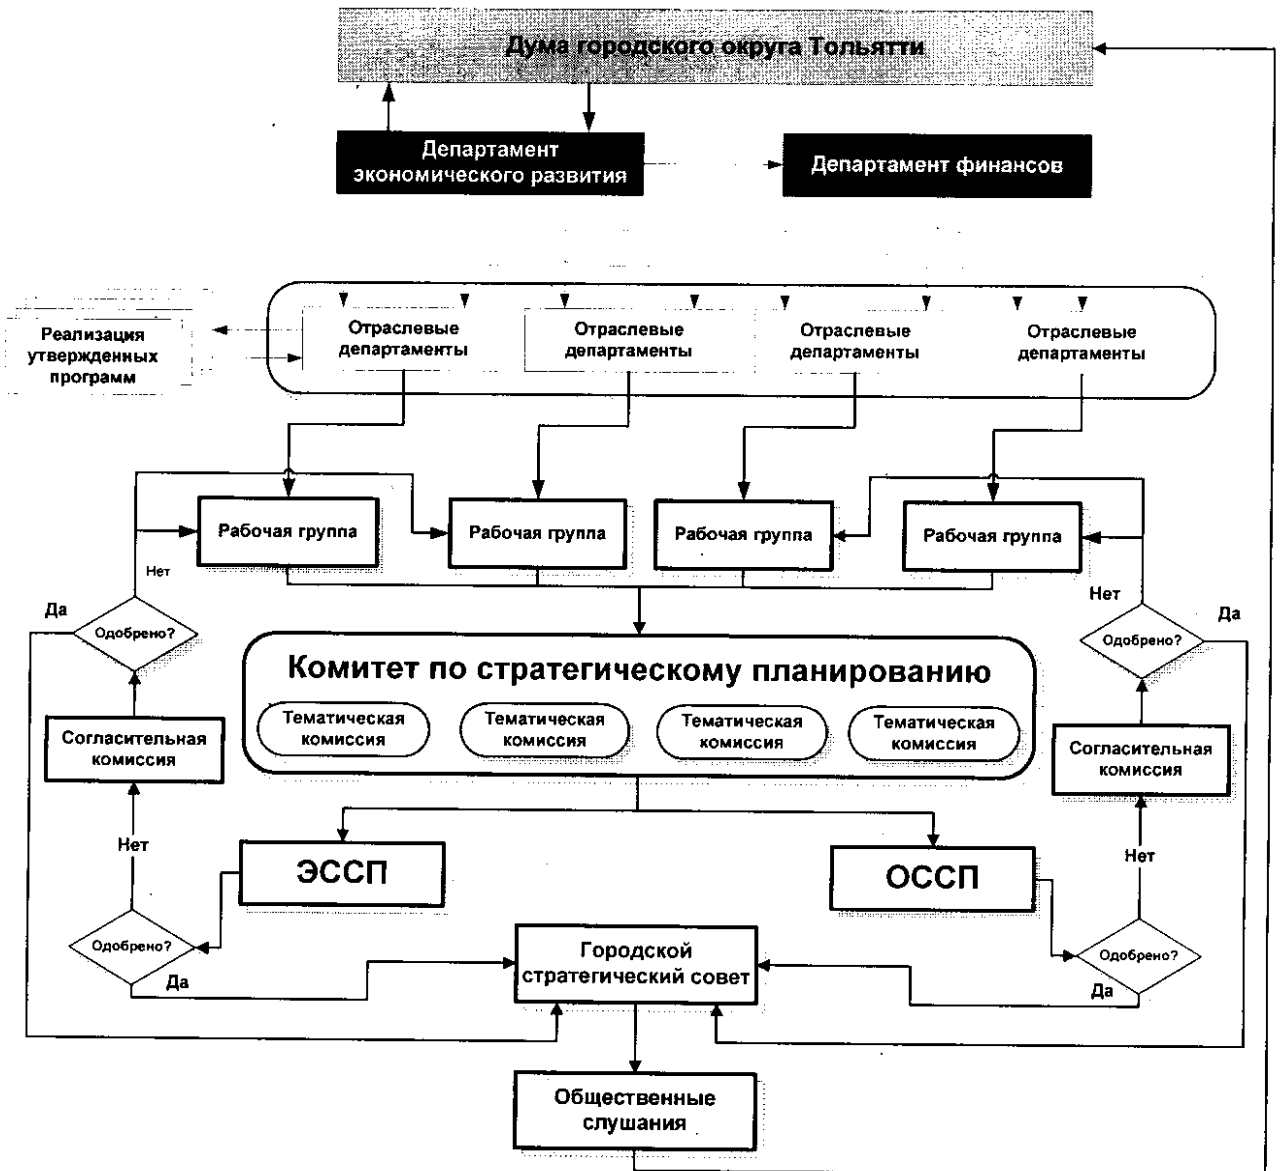 Дума городского округа Тольятти
Департамент
экономического развития
Департамент финансов
Реализация
утвержденных
программ
Отраслевые
департаменты
Отраслевые
департаменты
Отраслевые
департаменты
Отраслевые
департаменты
Рабочая группа
Рабочая группа
Рабочая группа
Рабочая группа
Нет
Да
Одобрено?
Нет
Да
Одобрено?
Комитет по стратегическому планированию
Тематическая
комиссия
Тематическая
комиссия
Тематическая
комиссия
Тематическая
комиссия
Согласительная
комиссия
Согласительная
комиссия
Нет
ЭССП
ОССП
Нет
Одобрено?
Да
Городской
стратегический совет
Одобрено?
Да
Общественные
слушания